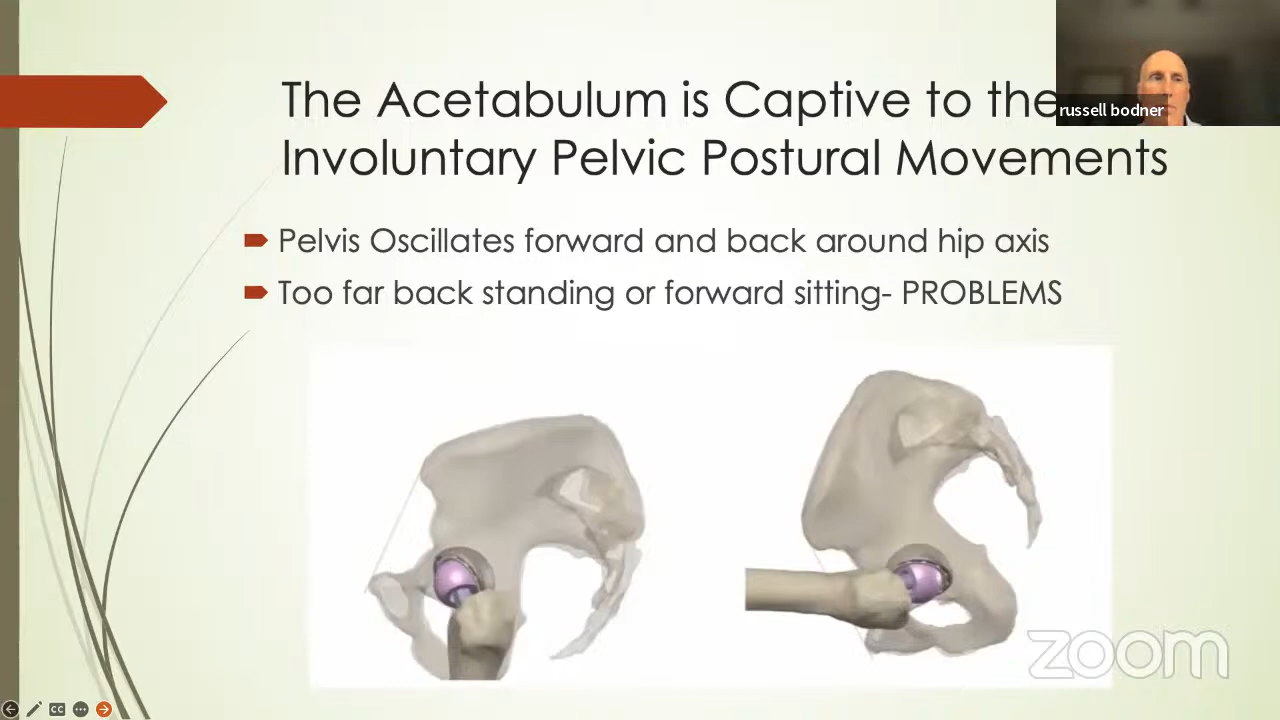 The Acetabulum is Captive to the
Involuntary Pelvic Postural Movements
russell bodner
Pelvis Oscillates forward and back around hip axis
Too far back standing or forward sitting- PROBLEMS
zoom
CC